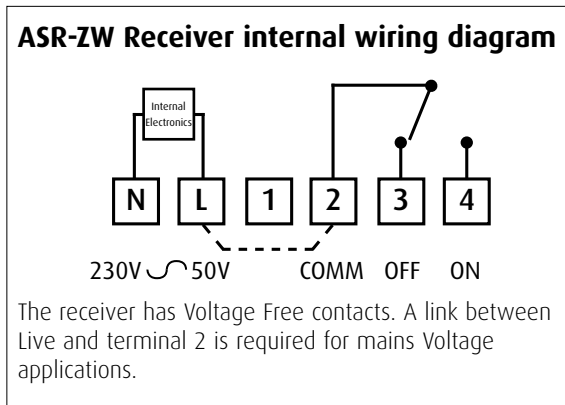 ASR-ZW Receiver internal wiring diagram
Internal
Electronics
N L 1 2 3 4
230V 50V COMM OFF ON
The receiver has Voltage Free contacts. A link between
Live and terminal 2 is required for mains Voltage
applications.